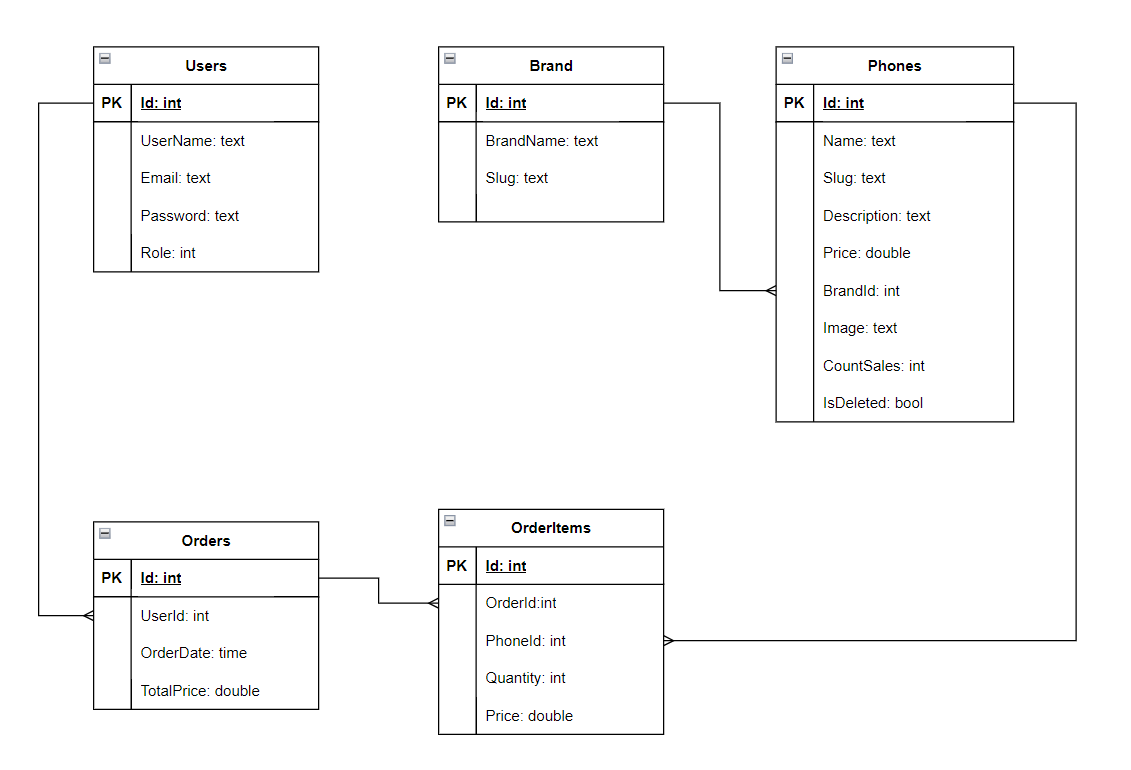 Users
PK Id: int
UserName: text
Email: text
Password: text
Role: int
Brand
PK Id: int
BrandName: text
Slug: text
Phones
PK Id: int
Name: text
Slug: text
Description: text
Price: double
BrandId: int
Image: text
CountSales: int
IsDeleted: bool
Orders
PK Id: int
UserId: int
OrderDate: time
TotalPrice: double
OrderItems
PK Id: int
OrderId:int
PhoneId: int
Quantity: int
Price: double